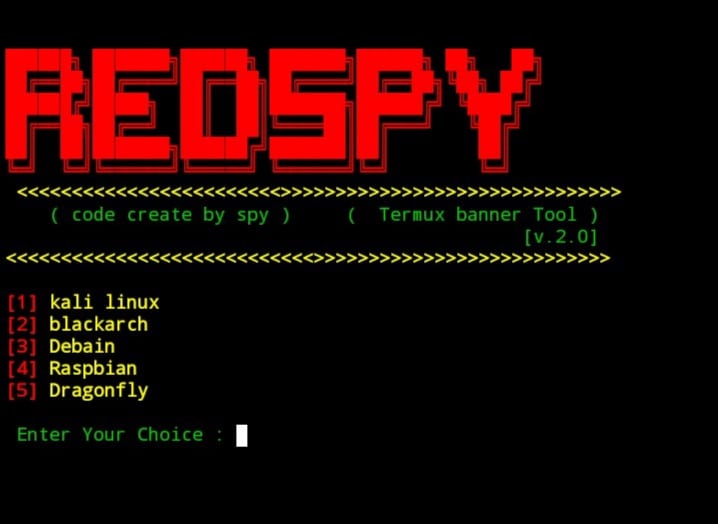 REDSPY
<<<<<<<<<<<<<<<<<<<<<<<<>>>>>>>>>>>>>>>>>>>>>>>>>>>>>>>
( code create by spy ) ( Termux banner Tool )
[v.2.0]
<<<<<<<<<<<<<<<<<<<<<<<<<<<<>>>>>>>>>>>>>>>>>>>>>>>>>>>
[1] kali linux
[2] blackarch
[3] Debain
[4] Raspbian
[5] Dragonfly
Enter Your Choice :